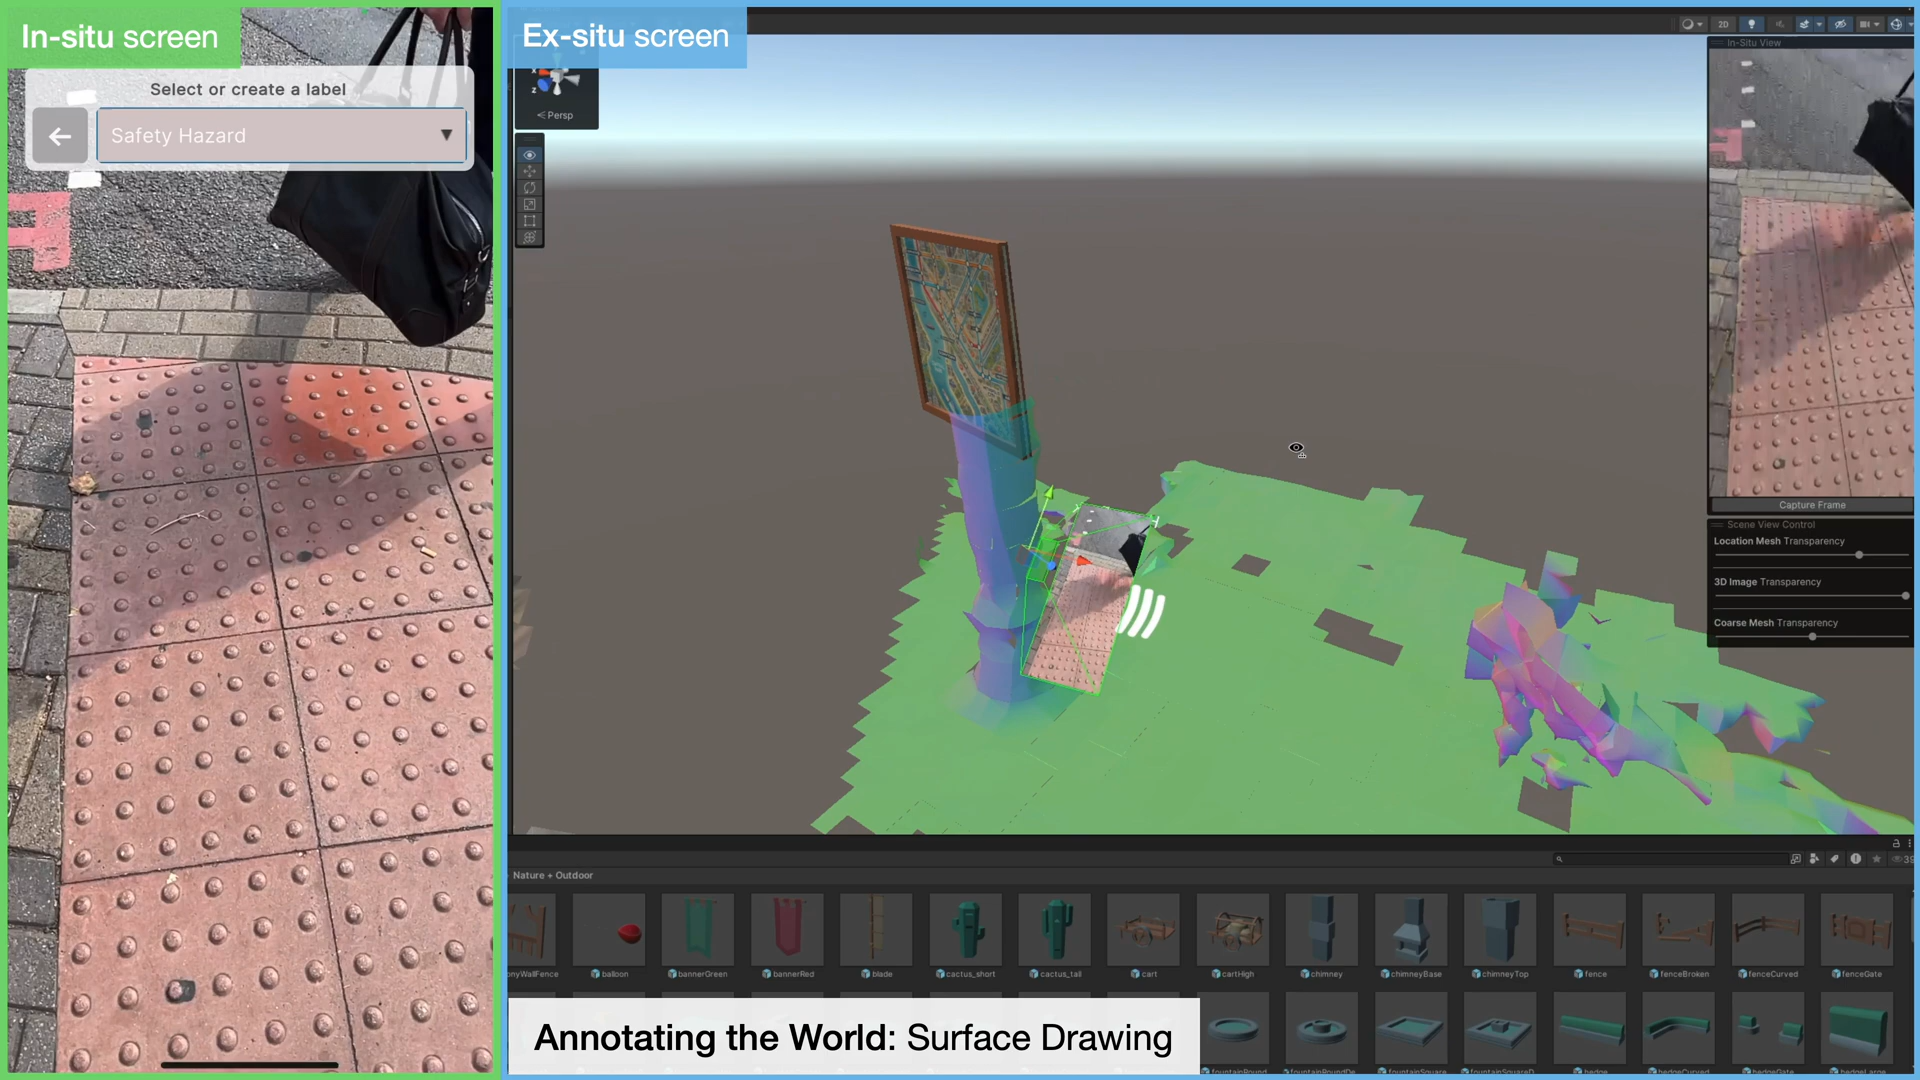 In-situ screen
Select or create a label
Safety Hazard
Ex-situ screen
Persp
2D
In-Situ View
Capture Frame
Scene View Control
Location Mesh Transparency
3D Image Transparency
Coarse Mesh Transparency
Nature + Outdoor
balloon
bannerGreen
bannerRed
blade
cactus_short
cactus_tall
cart
cartHigh
chimney
chimneyBase
chimneyTop
fence
fenceBroken
fenceCurved
fenceGate
Annotating the World: Surface Drawing